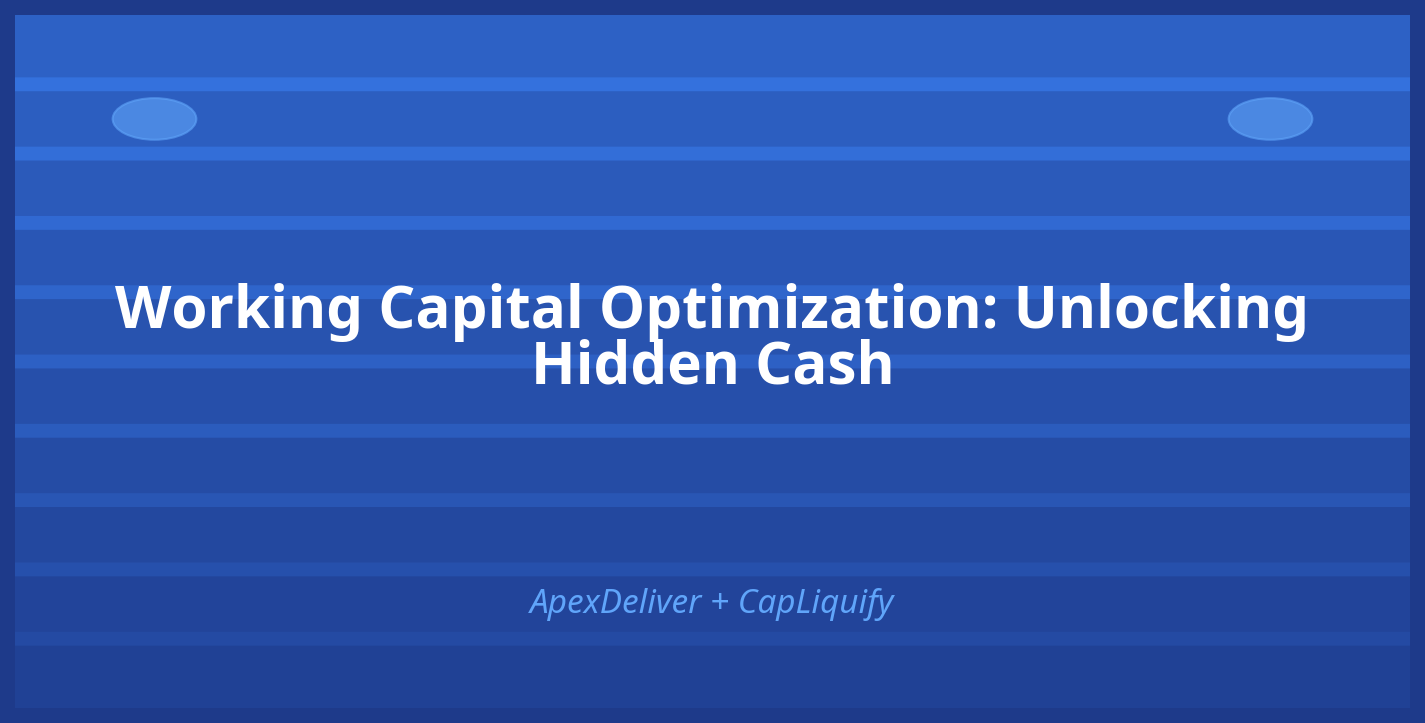 Working Capital Optimization: Unlocking
Hidden Cash
ApexDeliver + CapLiquify